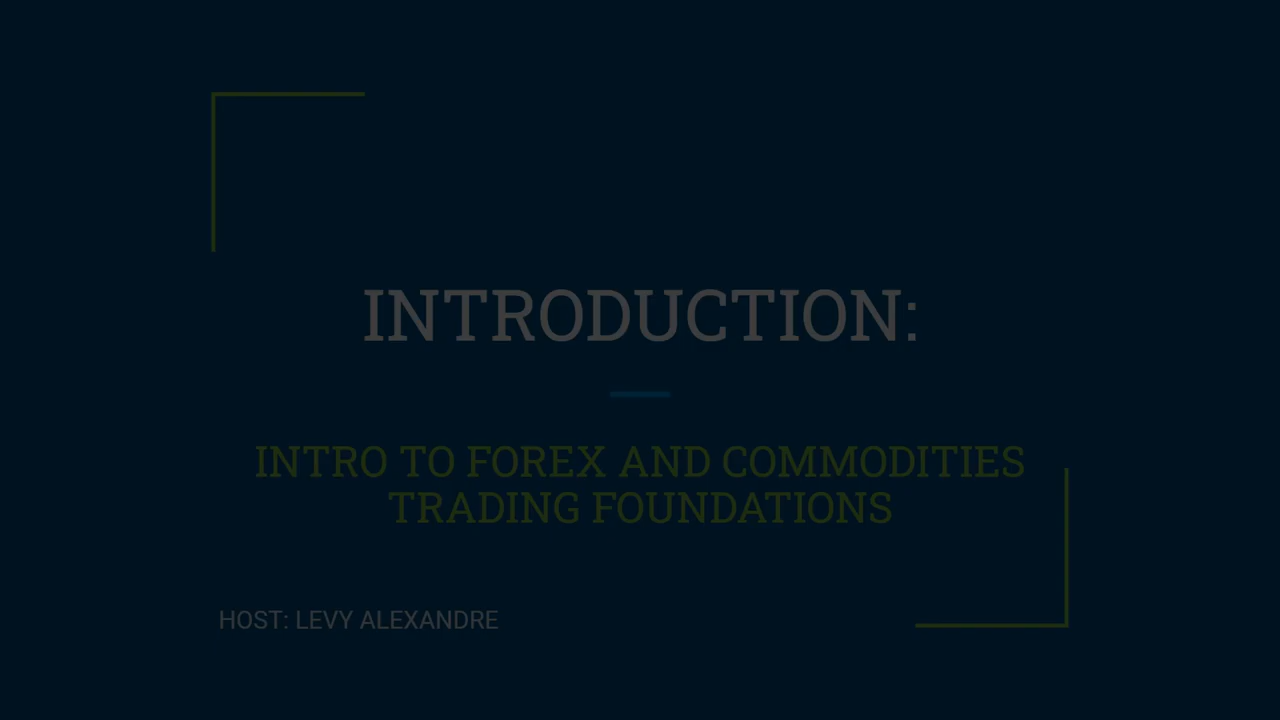 INTRODUCTION:
INTRO TO FOREX AND COMMODITIES
TRADING FOUNDATIONS
HOST: LEVY ALEXANDRE